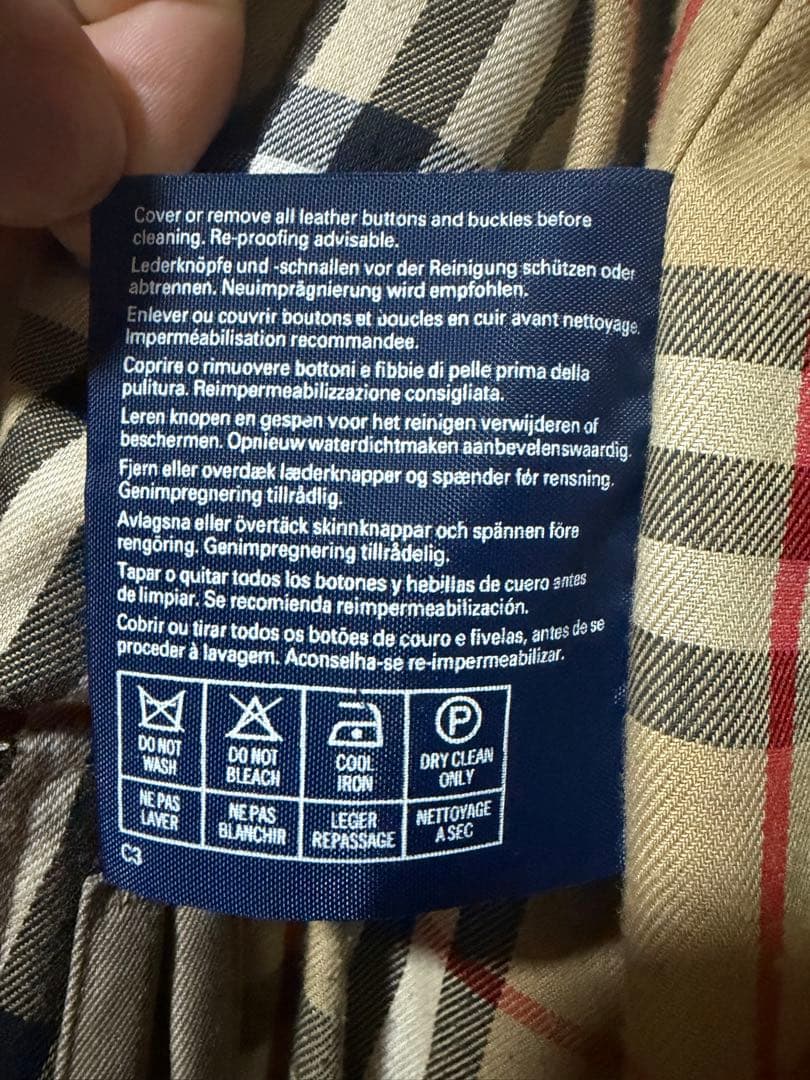 Cover or remove all leather buttons and buckles before
cleaning. Re-proofing advisable.
Lederknöpfe und -schnallen vor der Reinigung schützen oder
abtrennen. Neuimprägnierung wird empfohlen.
Enlever ou couvrir boutons et boucles en cuir avant nettoyage.
Imperméabilisation recommandee.
Coprire o rimuovere bottoni e fibbie di pelle prima della
pulitura. Reimpermeabilizzazione consigliata.
Leren knopen en gespen voor het reinigen verwijderen of
beschermen. Opnieuw waterdichtmaken aanbevelenswaardig.
Fjern eller overdæk læderknapper og spænder før rensning.
Genimpregnering tillrådlig.
Avlagsna eller övertäck skinnknappar och spännen före
rengöring. Genimpregnering tillrådelig.
Tapar o quitar todos los botones y hebillas de cuero antes
de limpiar. Se recomienda reimpermeabilización.
Cobrir ou tirar todos os botões de couro e fivelas, antes de se
proceder à lavagem. Aconselha-se re-impermeabilizar.
P
DO NOT WASH
DO NOT BLEACH
COOL IRON
DRY CLEAN ONLY
NE PAS LAVER
NE PAS BLANCHIR
LEGER REPASSAGE
NETTOYAGE A SEC
C3